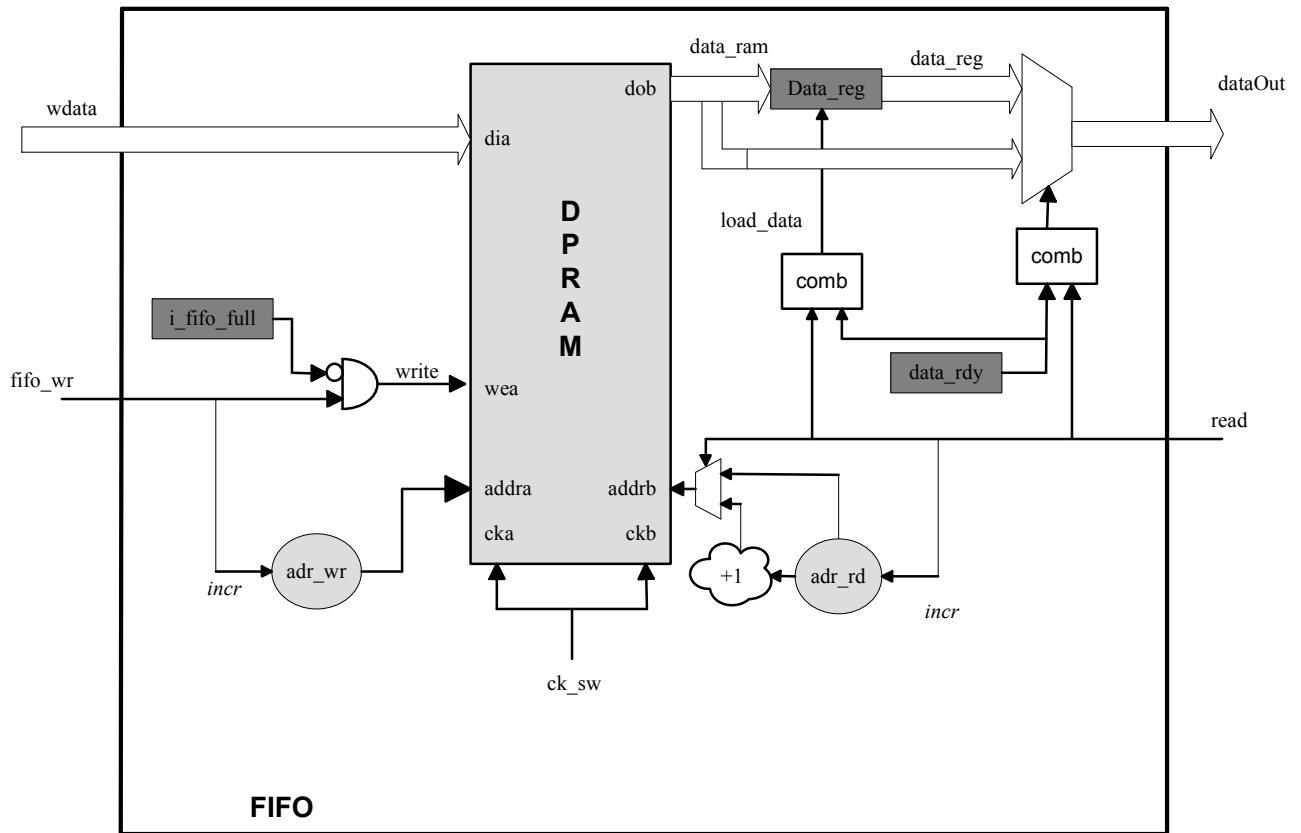 data_ram
data_reg
dob
Data_reg
dataOut
wdata
dia
D
P
R
A
M
load_data
comb
comb
i_fifo_full
fifo_wr
write
wea
data_rdy
read
addra
addrb
cka
ckb
adr_wr
incr
+1
adr_rd
incr
ck_sw
FIFO